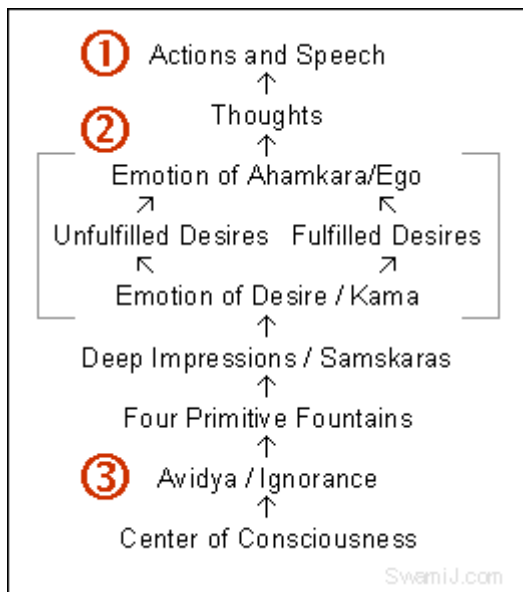 1 Actions and Speech
↑
2 Thoughts
↑
Emotion of Ahamkara/Ego
↗ ↖
Unfulfilled Desires Fulfilled Desires
↖ ↗
Emotion of Desire / Kama
↑
Deep Impressions / Samskaras
↑
Four Primitive Fountains
↑
3 Avidya / Ignorance
↑
Center of Consciousness
SwamiJ.com